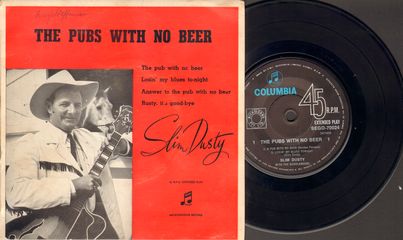 THE PUBS WITH NO BEER
The pub with no beer
Losin' my blues to-night
Answer to the pub with no beer
Busty, it's good-bye
Slim Dusty
COLUMBIA
45
R.P.M.
EXTENDED PLAY
SEGO-70024
THE PUBS WITH NO BEER
SLIM DUSTY